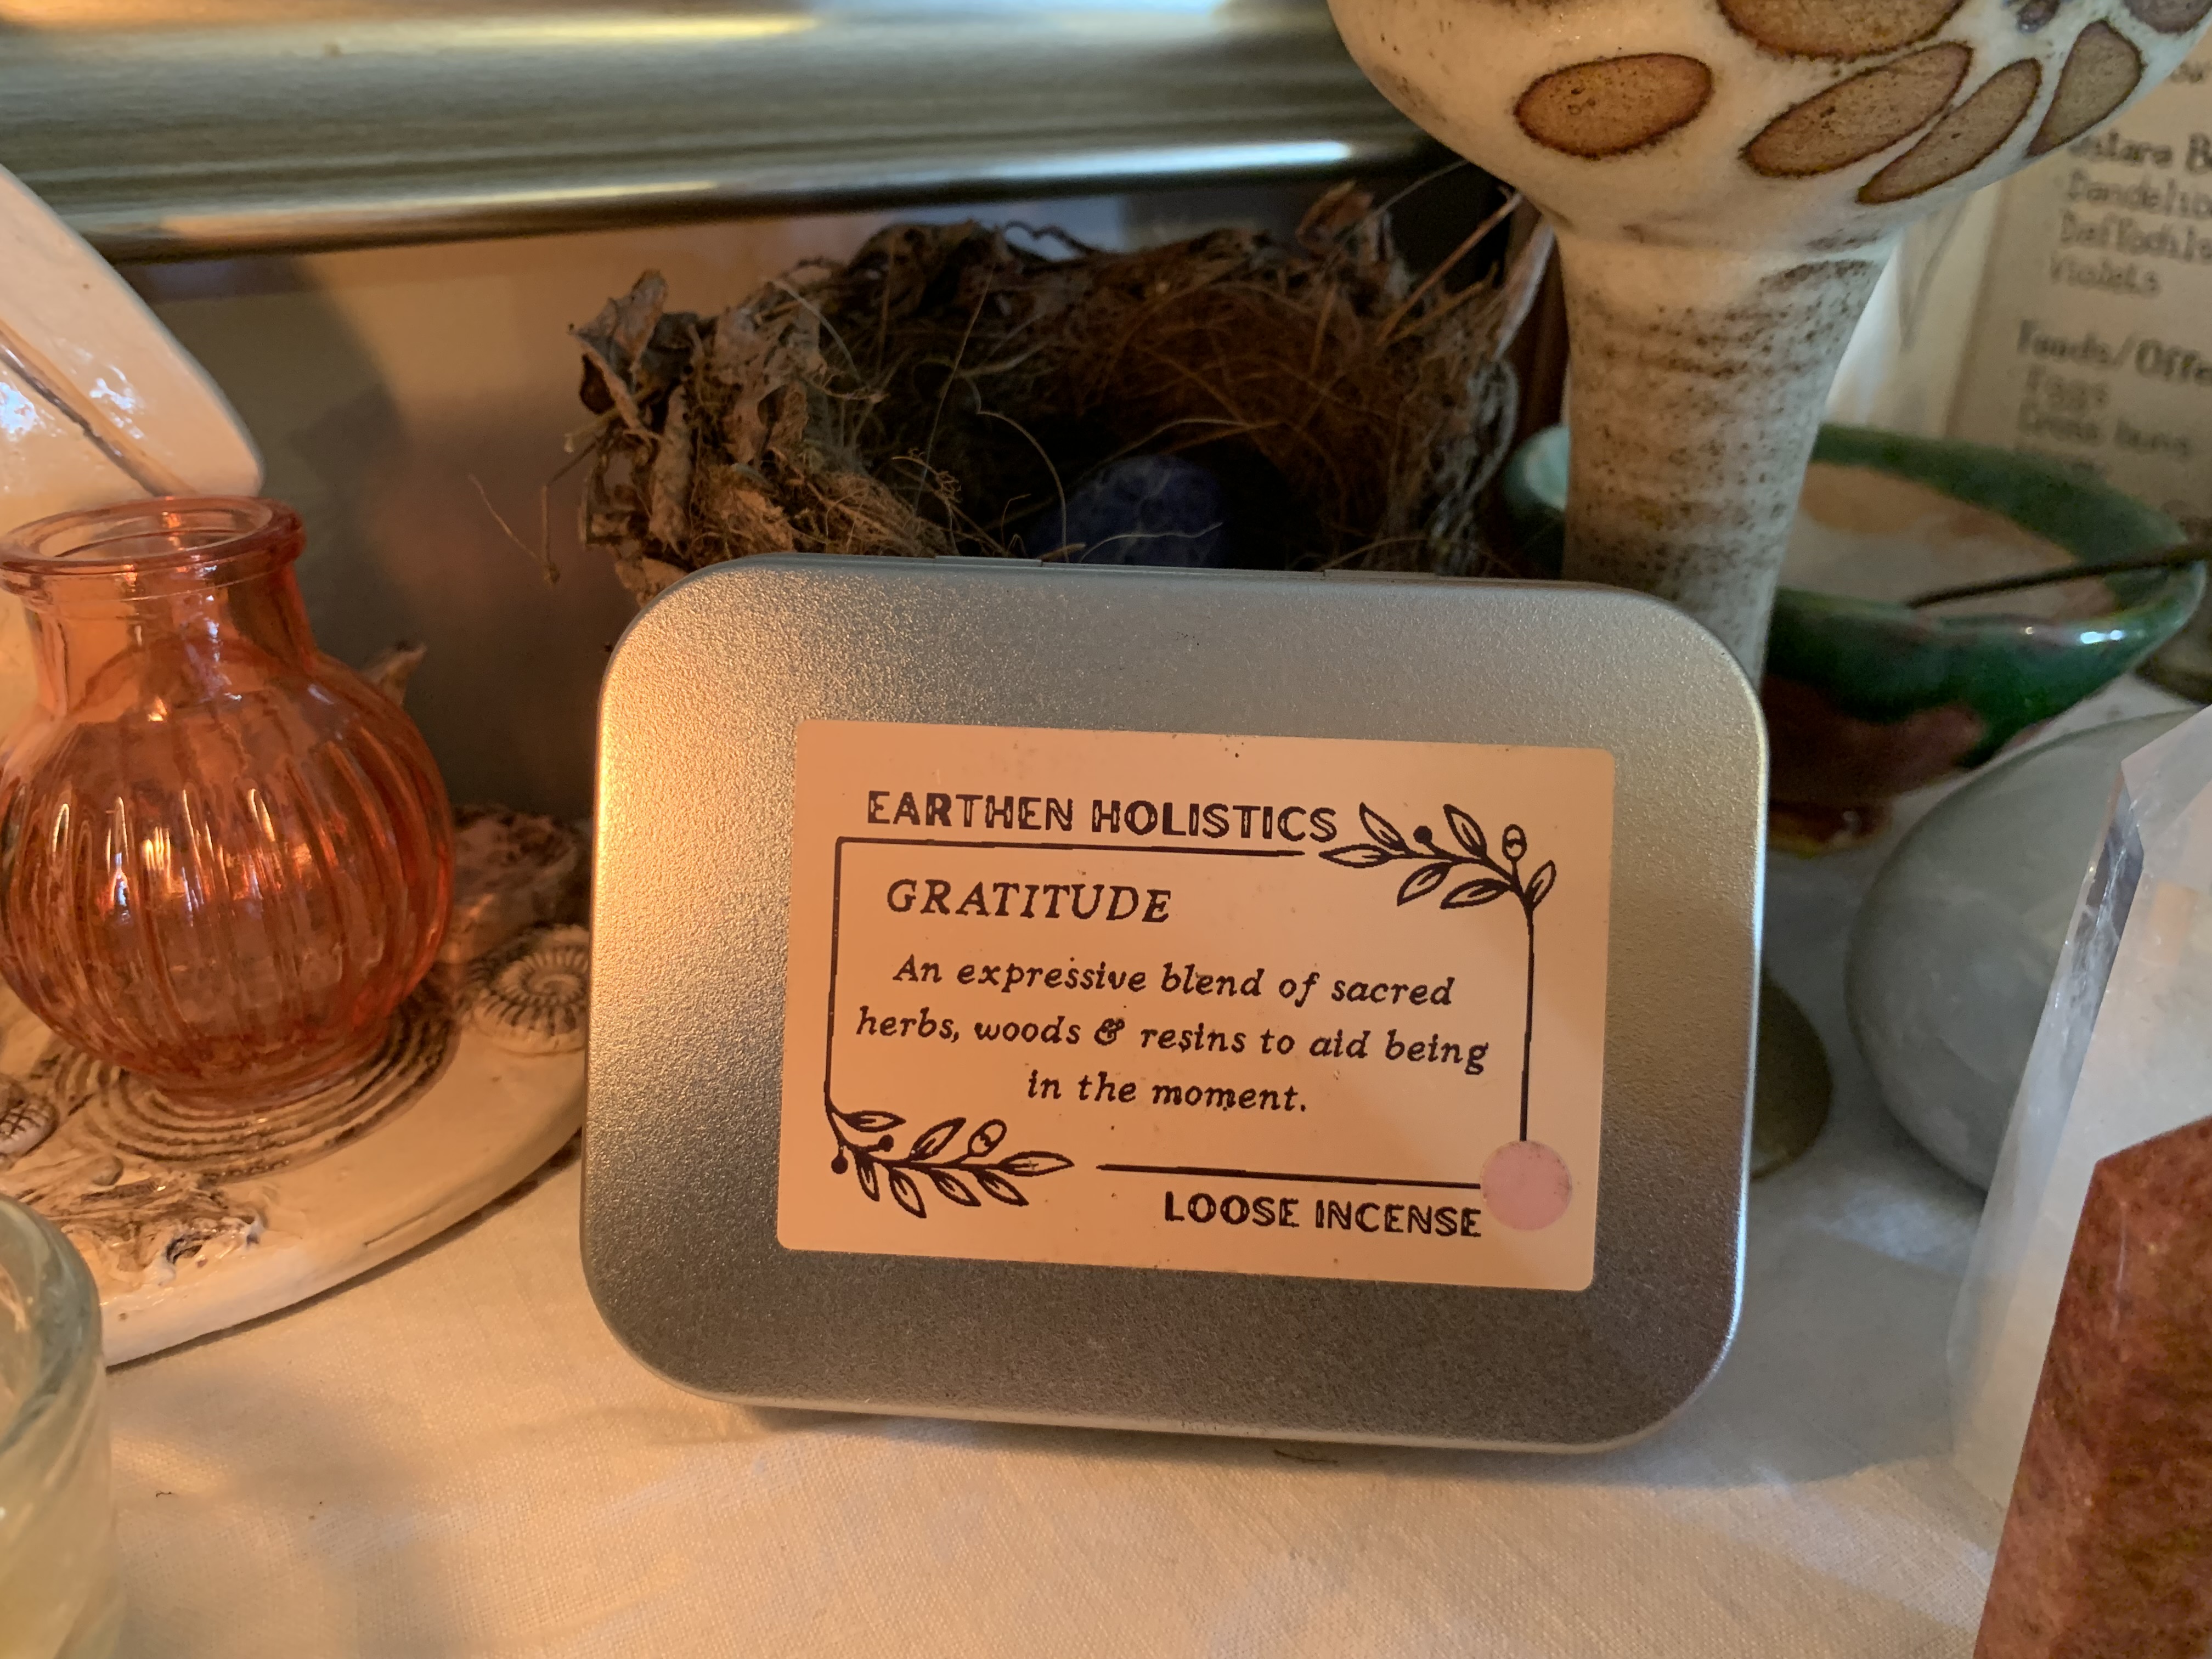 EARTHEN HOLISTICS
GRATITUDE
An expressive blend of sacred
herbs, woods & resins to aid being
in the moment.
LOOSE INCENSE
Violets
Eggs